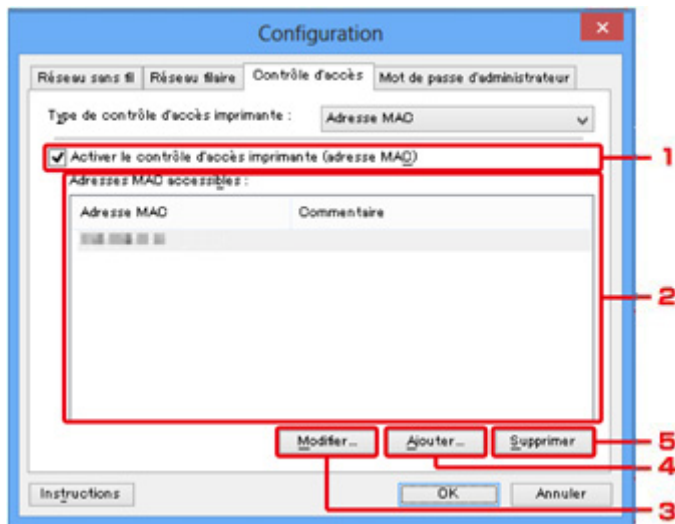 Configuration
Réseau sans fil Réseau filaire Contrôle d'accès Mot de passe d'administrateur
Type de contrôle d'accès imprimante : Adresse MAC
Activer le contrôle d'accès imprimante (adresse MAC) 1
Adresses MAC accessibles :
Adresse MAC Commentaire
2
Modifier... Ajouter... Supprimer 5
4
Instructions OK Annuler
3